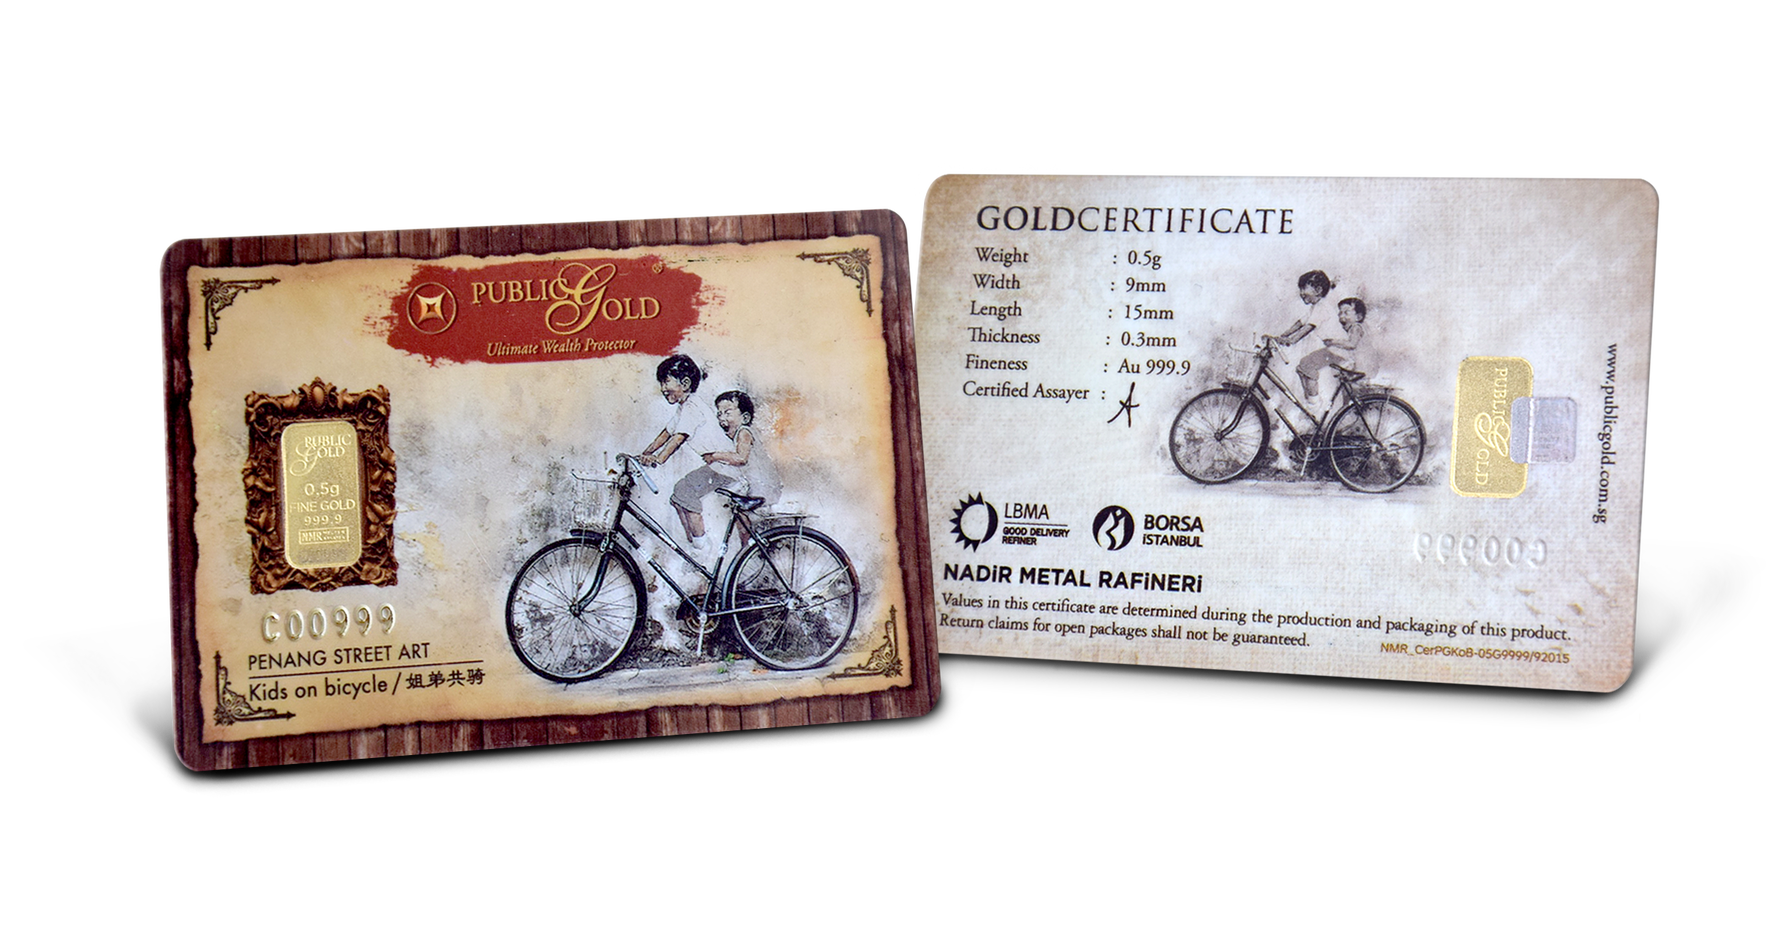 PUBLIC GOLD
Ultimate Wealth Protector
PUBLIC
GOLD
0.5g
FINE GOLD
999.9
NMR
C00999
PENANG STREET ART
Kids on bicycle / 姐弟共骑
GOLDCERTIFICATE
Weight : 0.5g
Width : 9mm
Length : 15mm
Thickness : 0.3mm
Fineness : Au 999.9
Certified Assayer :
PUBLIC GOLD
www.publicgold.com.sg
LBMA
GOOD DELIVERY
REFINER
BORSA
İSTANBUL
C00999
NADiR METAL RAFiNERi
Values in this certificate are determined during the production and packaging of this product.
Return claims for open packages shall not be guaranteed.
NMR_CerPGKoB-05G9999/92015